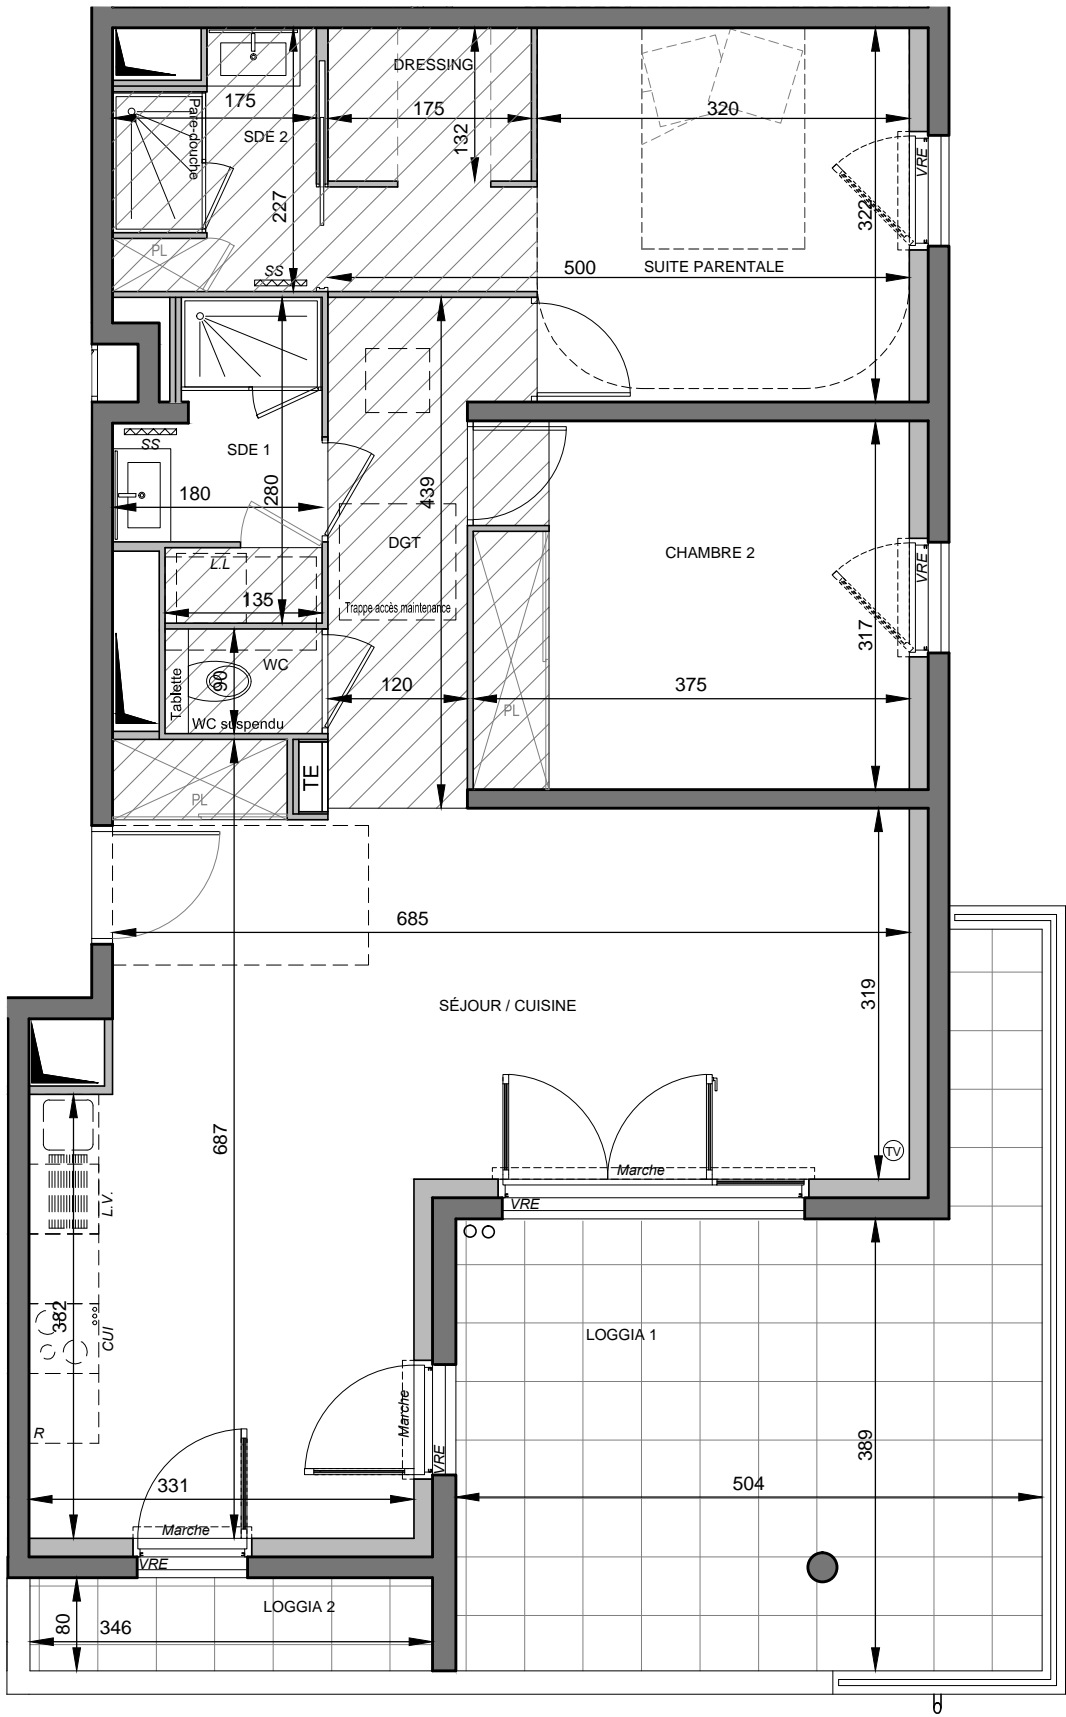 DRESSING
175
175
320
Pare-douche
SDE 2
132
VRE
227
322
PL
SS
500
SUITE PARENTALE
SS
SDE 1
439
280
180
DGT
CHAMBRE 2
VRE
L.L
135
Trappe accès maintenance
317
WC
Tablette
90
120
375
WC suspendu
PL
TE
PL
685
319
SÉJOUR / CUISINE
687
TV
Marche
L.V.
VRE
382
CUI
LOGGIA 1
Marche
R
VRE
389
331
504
Marche
VRE
LOGGIA 2
80
346